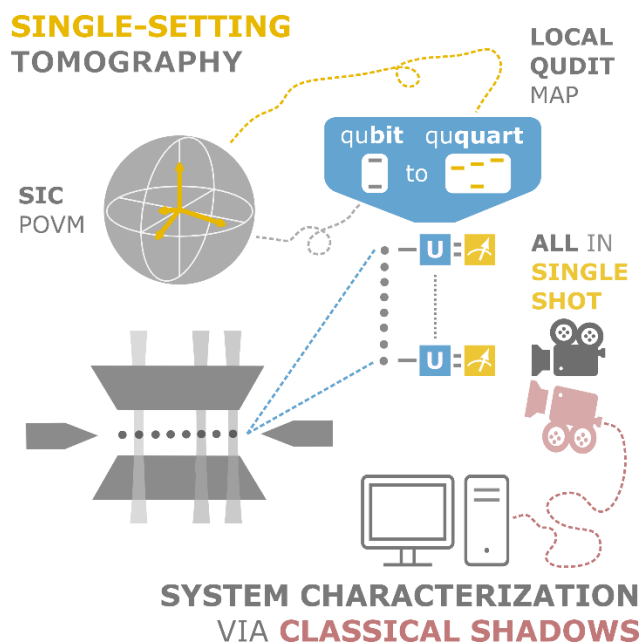 SINGLE-SETTING
TOMOGRAPHY
LOCAL
QUDIT
MAP
qubit ququart
to
SIC
POVM
U
ALL IN
SINGLE
SHOT
U
SYSTEM CHARACTERIZATION
VIA CLASSICAL SHADOWS